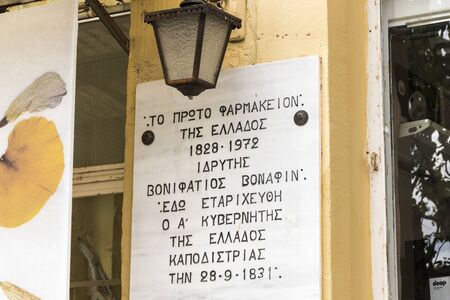 ∴ΤΟ ΠΡΩΤΟ ΦΑΡΜΑΚΕΙΟΝ∴
ΤΗΣ ΕΛΛΑΔΟΣ
1828·1972
ΙΔΡΥΤΗΣ
ΒΟΝΙΦΑΤΙΟΣ ΒΟΝΑΦΙΝ∴
∴ΕΔΩ ΕΤΑΡΙΧΕΥΘΗ
Ο Α' ΚΥΒΕΡΝΗΤΗΣ
ΤΗΣ ΕΛΛΑΔΟΣ
ΚΑΠΟΔΙΣΤΡΙΑΣ
ΤΗΝ 28·9·1831∴
doop